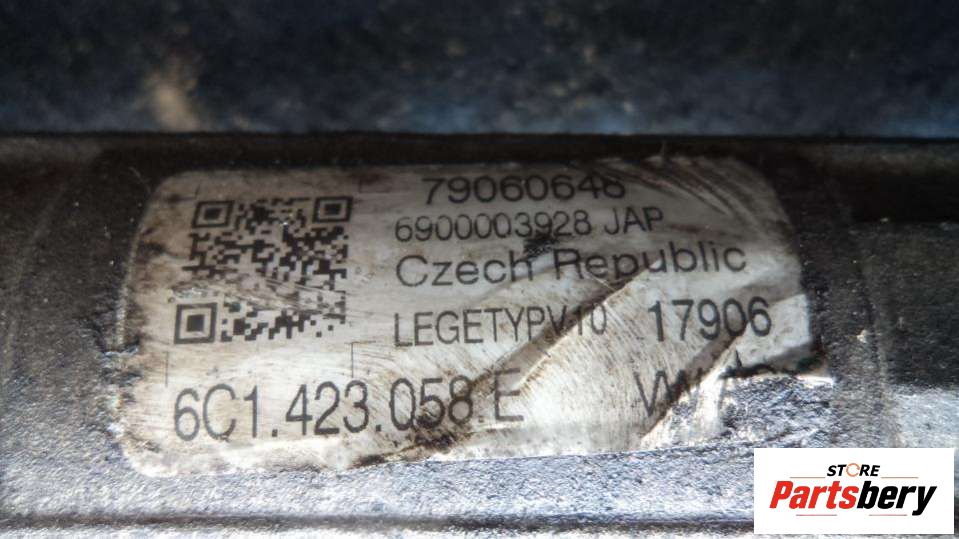 79060648
6900003928 JAP
Czech Republic
LEGETYPV10 17906
6C1.423.058.E
STORE
Partsbery